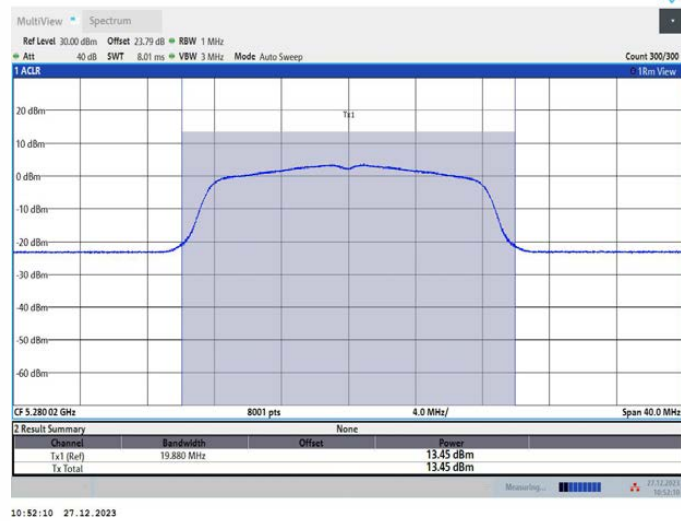 MultiView Spectrum
Ref Level 30.00 dBm Offset 23.79 dB RBW 1 MHz
Att 40 dB SWT 8.01 ms VBW 3 MHz Mode Auto Sweep Count 300/300
1 ACLR 1Rm View
Tx1
20 dBm
10 dBm
0 dBm
-10 dBm
-20 dBm
-30 dBm
-40 dBm
-50 dBm
-60 dBm
CF 5.280 02 GHz 8001 pts 4.0 MHz/ Span 40.0 MHz
2 Result Summary None
Channel Bandwidth Offset Power
Tx1 (Ref) 19.880 MHz 13.45 dBm
Tx Total 13.45 dBm
Measuring... 27.12.2023
10:52:10
10:52:10 27.12.2023